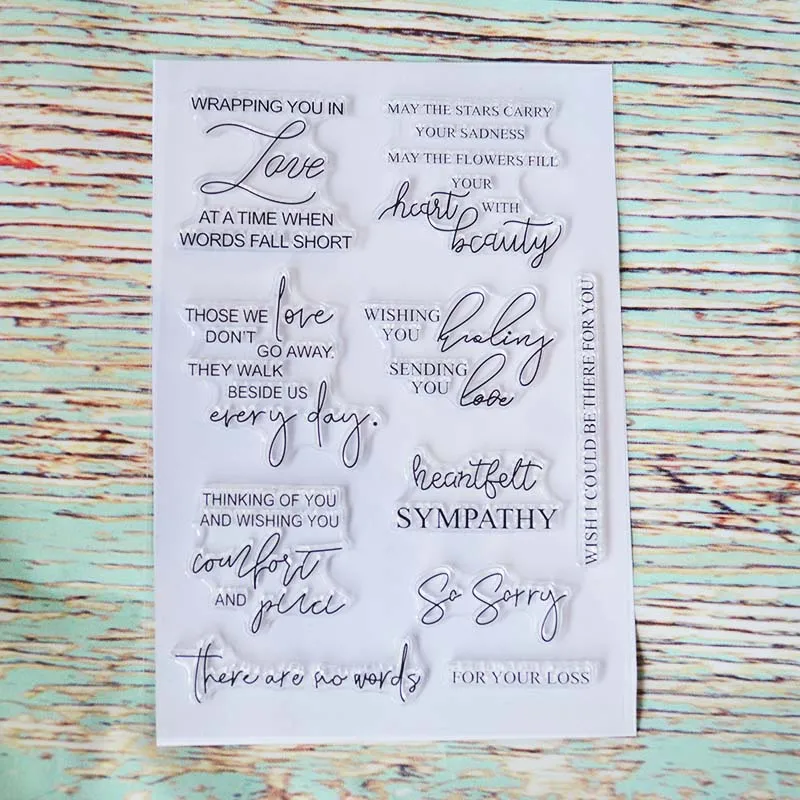 WRAPPING YOU IN
Love
AT A TIME WHEN
WORDS FALL SHORT
MAY THE STARS CARRY
YOUR SADNESS
MAY THE FLOWERS FILL
YOUR
heart WITH
beauty
THOSE WE love
DON'T
GO AWAY.
THEY WALK
BESIDE US
every day.
WISHING
YOU healing
SENDING
YOU love
WISH I COULD BE THERE FOR YOU
heartfelt
SYMPATHY
THINKING OF YOU
AND WISHING YOU
comfort
AND peace
So Sorry
There are no words
FOR YOUR LOSS